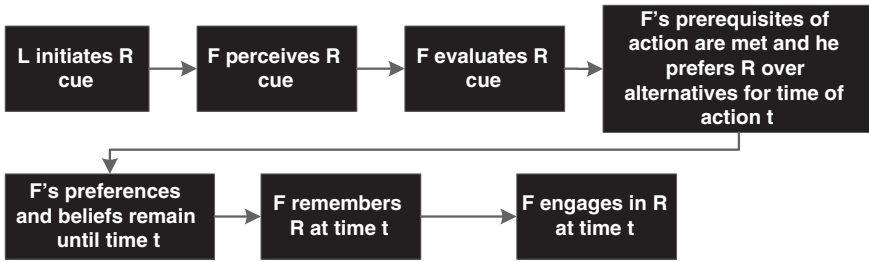 L initiates R
cue
F perceives R
cue
F evaluates R
cue
F's prerequisites of
action are met and he
prefers R over
alternatives for time of
action t
F's preferences
and beliefs remain
until time t
F remembers
R at time t
F engages in R
at time t